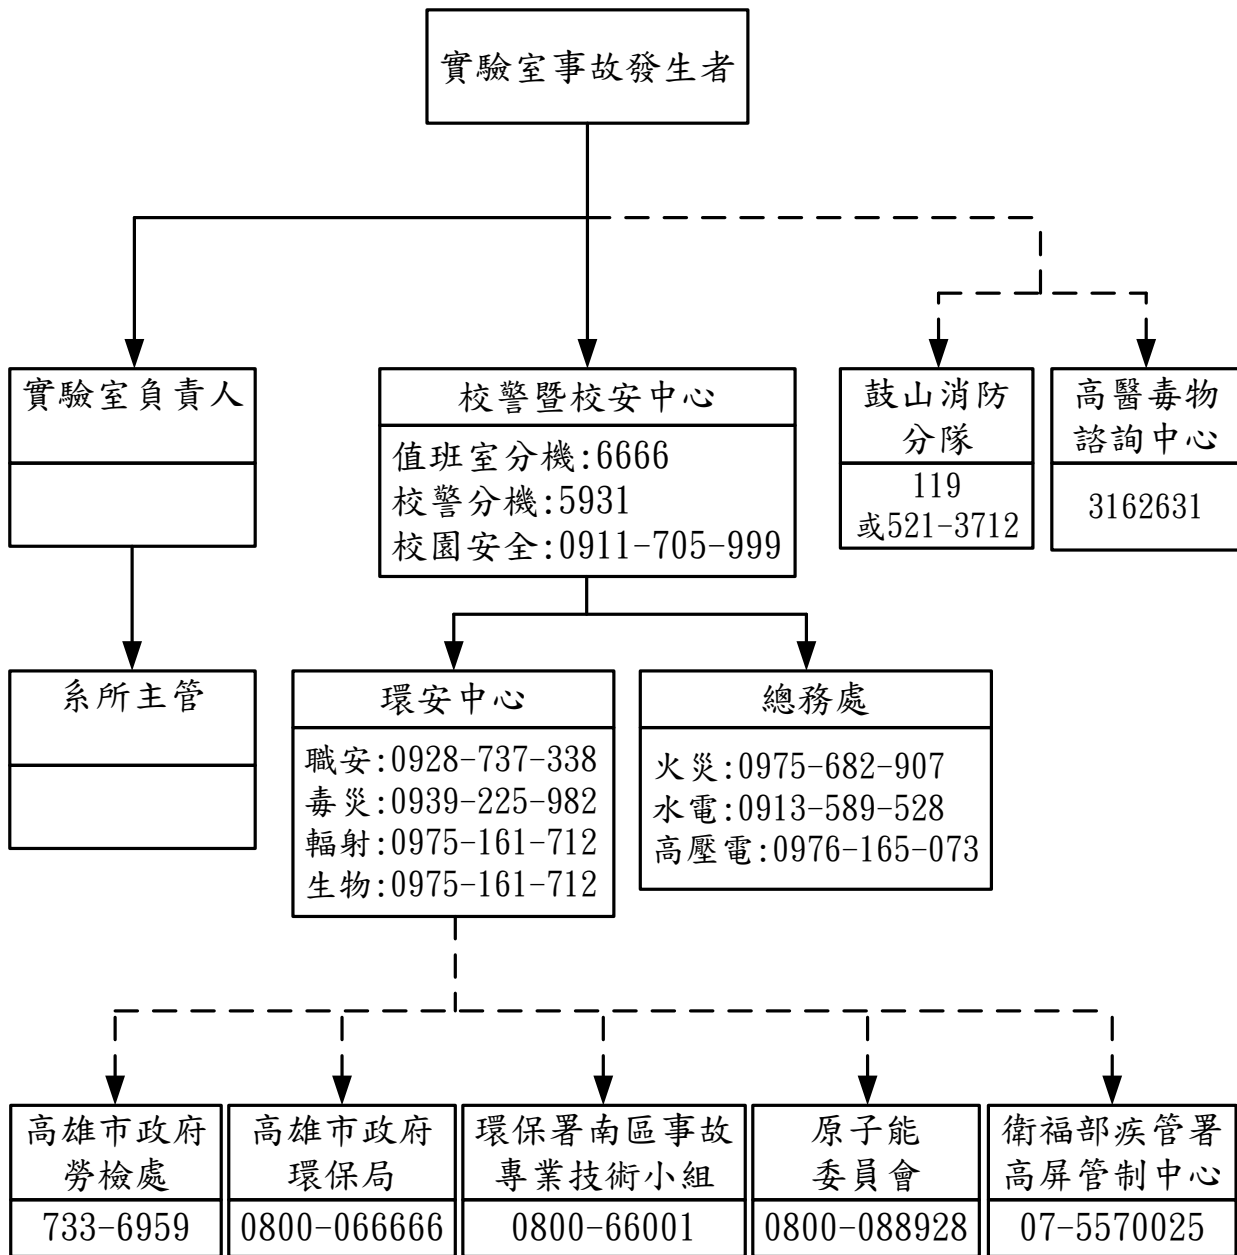 實驗室事故發生者
實驗室負責人
校警暨校安中心
值班室分機:6666
校警分機:5931
校園安全:0911-705-999
鼓山消防
分隊
119
或521-3712
高醫毒物
諮詢中心
3162631
系所主管
環安中心
職安:0928-737-338
毒災:0939-225-982
輻射:0975-161-712
生物:0975-161-712
總務處
火災:0975-682-907
水電:0913-589-528
高壓電:0976-165-073
高雄市政府
勞檢處
733-6959
高雄市政府
環保局
0800-066666
環保署南區事故
專業技術小組
0800-66001
原子能
委員會
0800-088928
衛福部疾管署
高屏管制中心
07-5570025